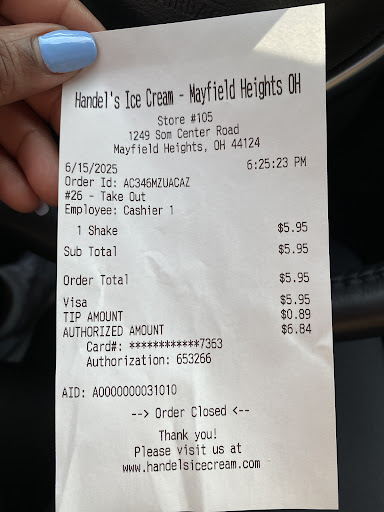 Handel's Ice Cream - Mayfield Heights OH
Store #105
1249 Som Center Road
Mayfield Heights, OH 44124
6/15/2025 6:25:23 PM
Order Id: AC346MZUACAZ
#26 - Take Out
Employee: Cashier 1
1 Shake $5.95
Sub Total $5.95
Order Total $5.95
Visa $5.95
TIP AMOUNT $0.89
AUTHORIZED AMOUNT $6.84
Card#: ************7363
Authorization: 653266
AID: A0000000031010
--> Order Closed <--
Thank you!
Please visit us at
www.handelsicecream.com